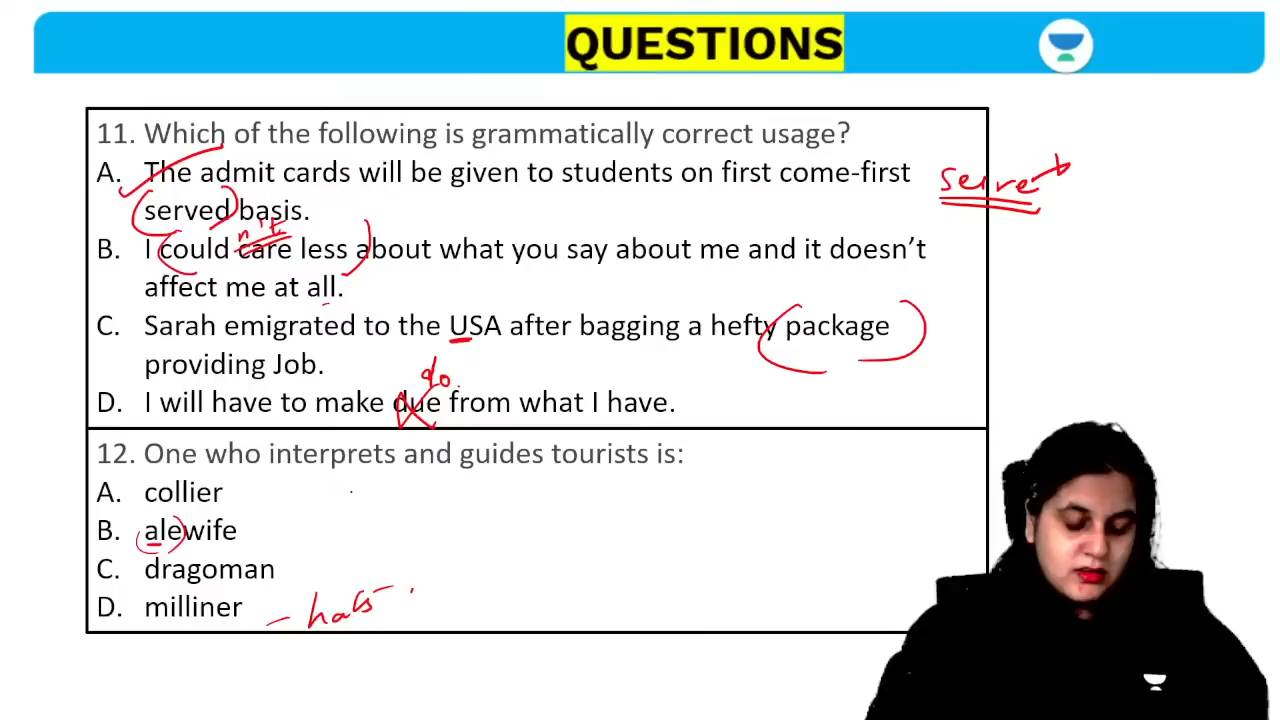 QUESTIONS
11. Which of the following is grammatically correct usage?
A. The admit cards will be given to students on first come-first
served basis.
serve
n't
B. I could care less about what you say about me and it doesn't
affect me at all.
C. Sarah emigrated to the USA after bagging a hefty package
providing Job.
do
D. I will have to make due from what I have.
12. One who interprets and guides tourists is:
A. collier
B. alewife
C. dragoman
D. milliner
- hats -